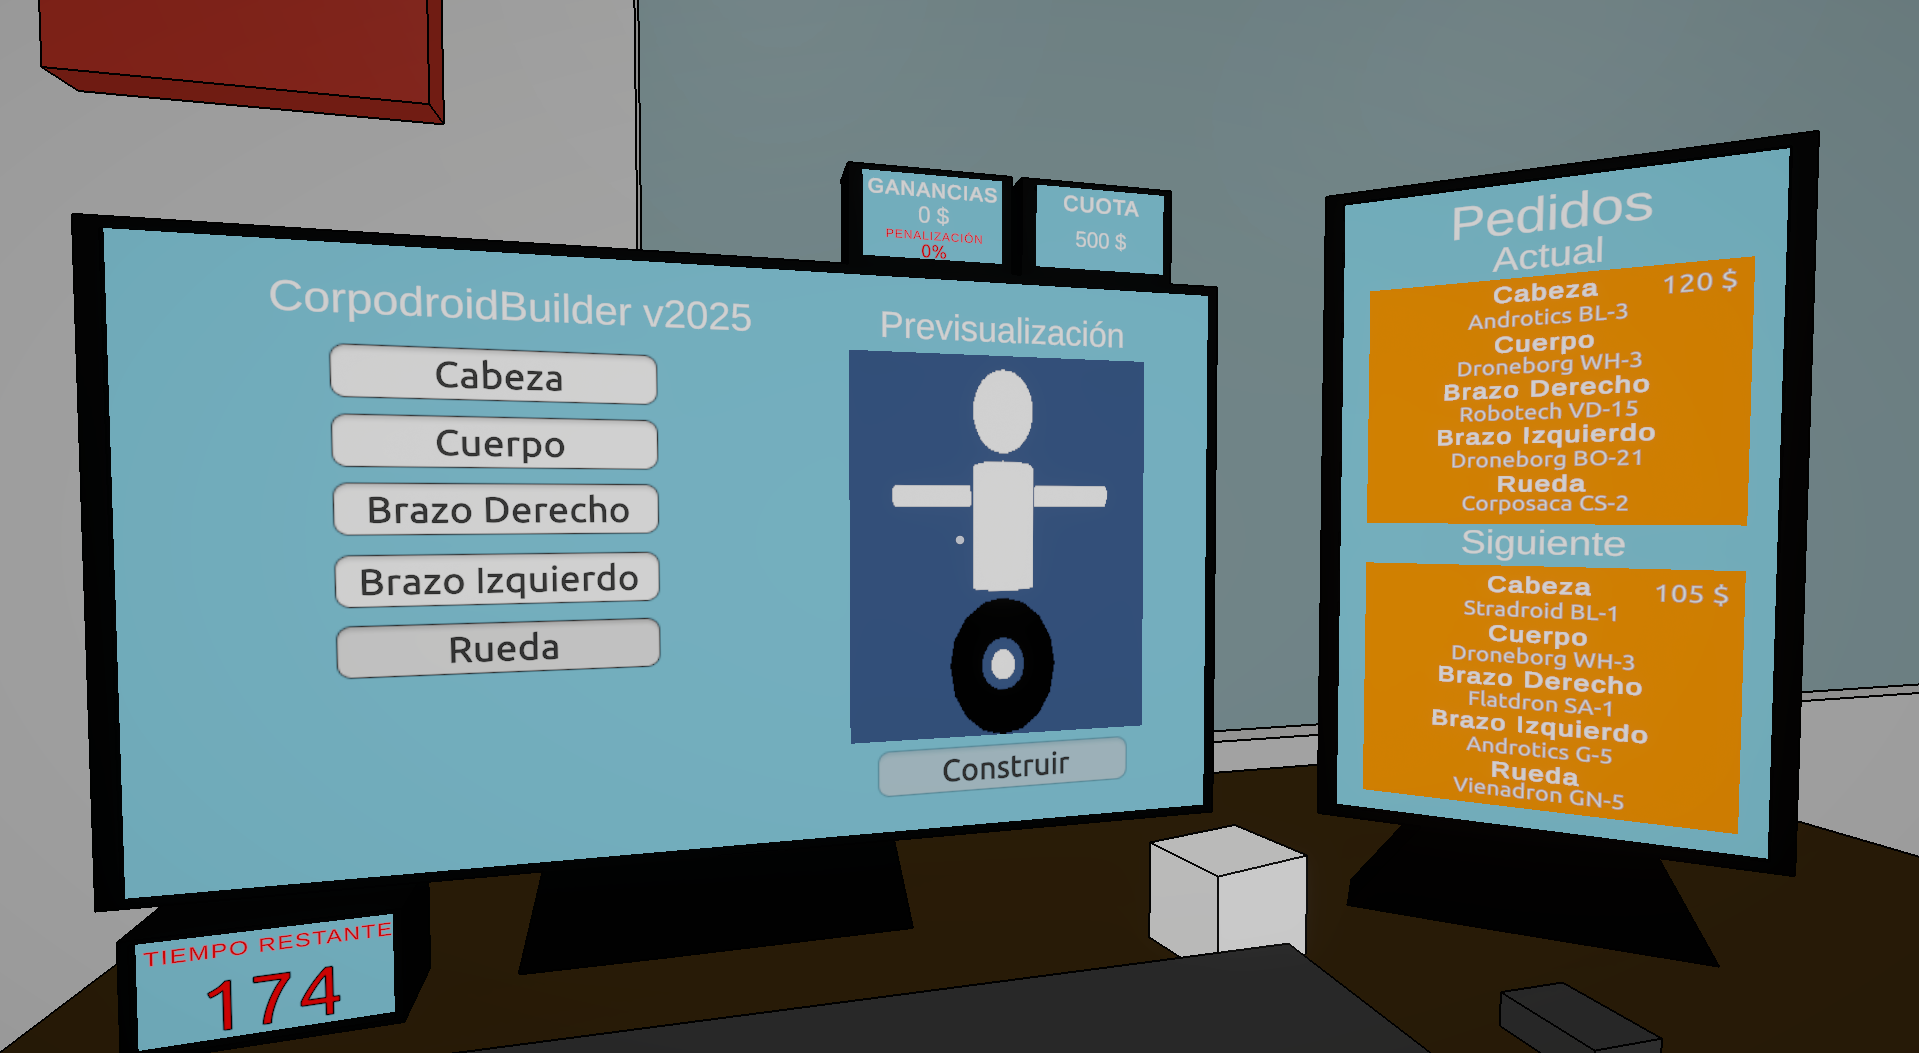 GANANCIAS
0 $
PENALIZACIÓN
0%
CUOTA
500 $
CorpodroidBuilder v2025
Cabeza
Cuerpo
Brazo Derecho
Brazo Izquierdo
Rueda
Previsualización
Construir
Pedidos
Actual
120 $
Cabeza
Androtics BL-3
Cuerpo
Droneborg WH-3
Brazo Derecho
Robotech VD-15
Brazo Izquierdo
Droneborg BO-21
Rueda
Corposaca CS-2
Siguiente
105 $
Cabeza
Stradroid BL-1
Cuerpo
Droneborg WH-3
Brazo Derecho
Flatdron SA-1
Brazo Izquierdo
Androtics G-5
Rueda
Vienadron GN-5
TIEMPO RESTANTE
174